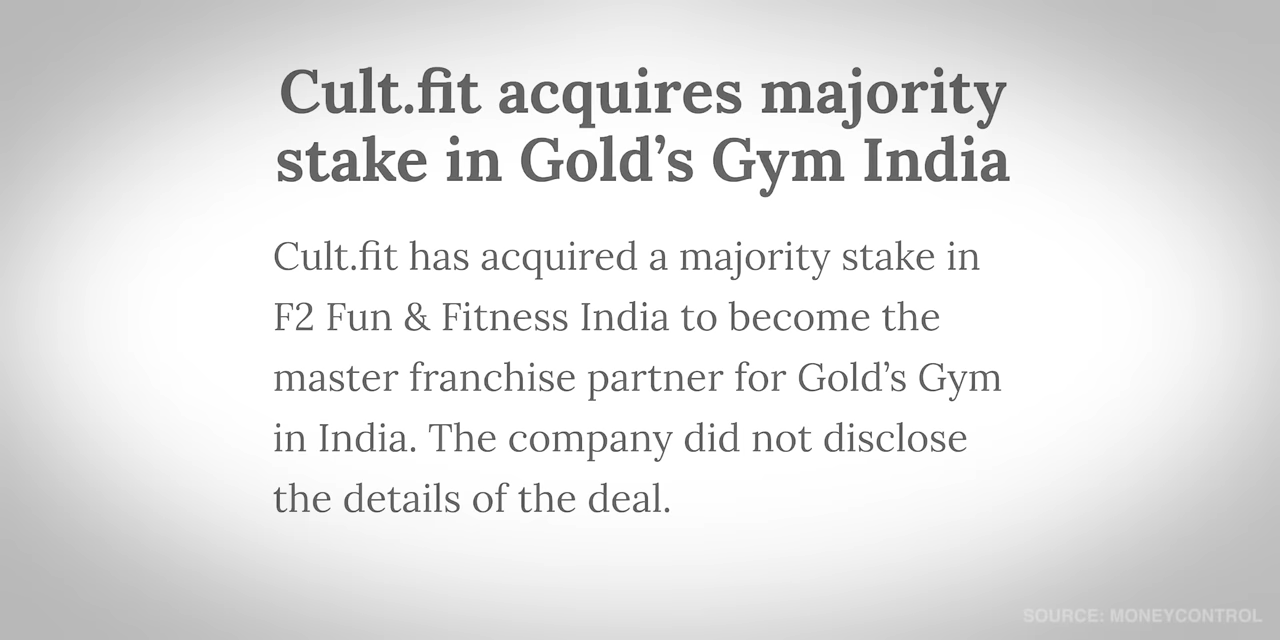 Cult.fit acquires majority
stake in Gold’s Gym India
Cult.fit has acquired a majority stake in
F2 Fun & Fitness India to become the
master franchise partner for Gold’s Gym
in India. The company did not disclose
the details of the deal.
SOURCE: MONEYCONTROL